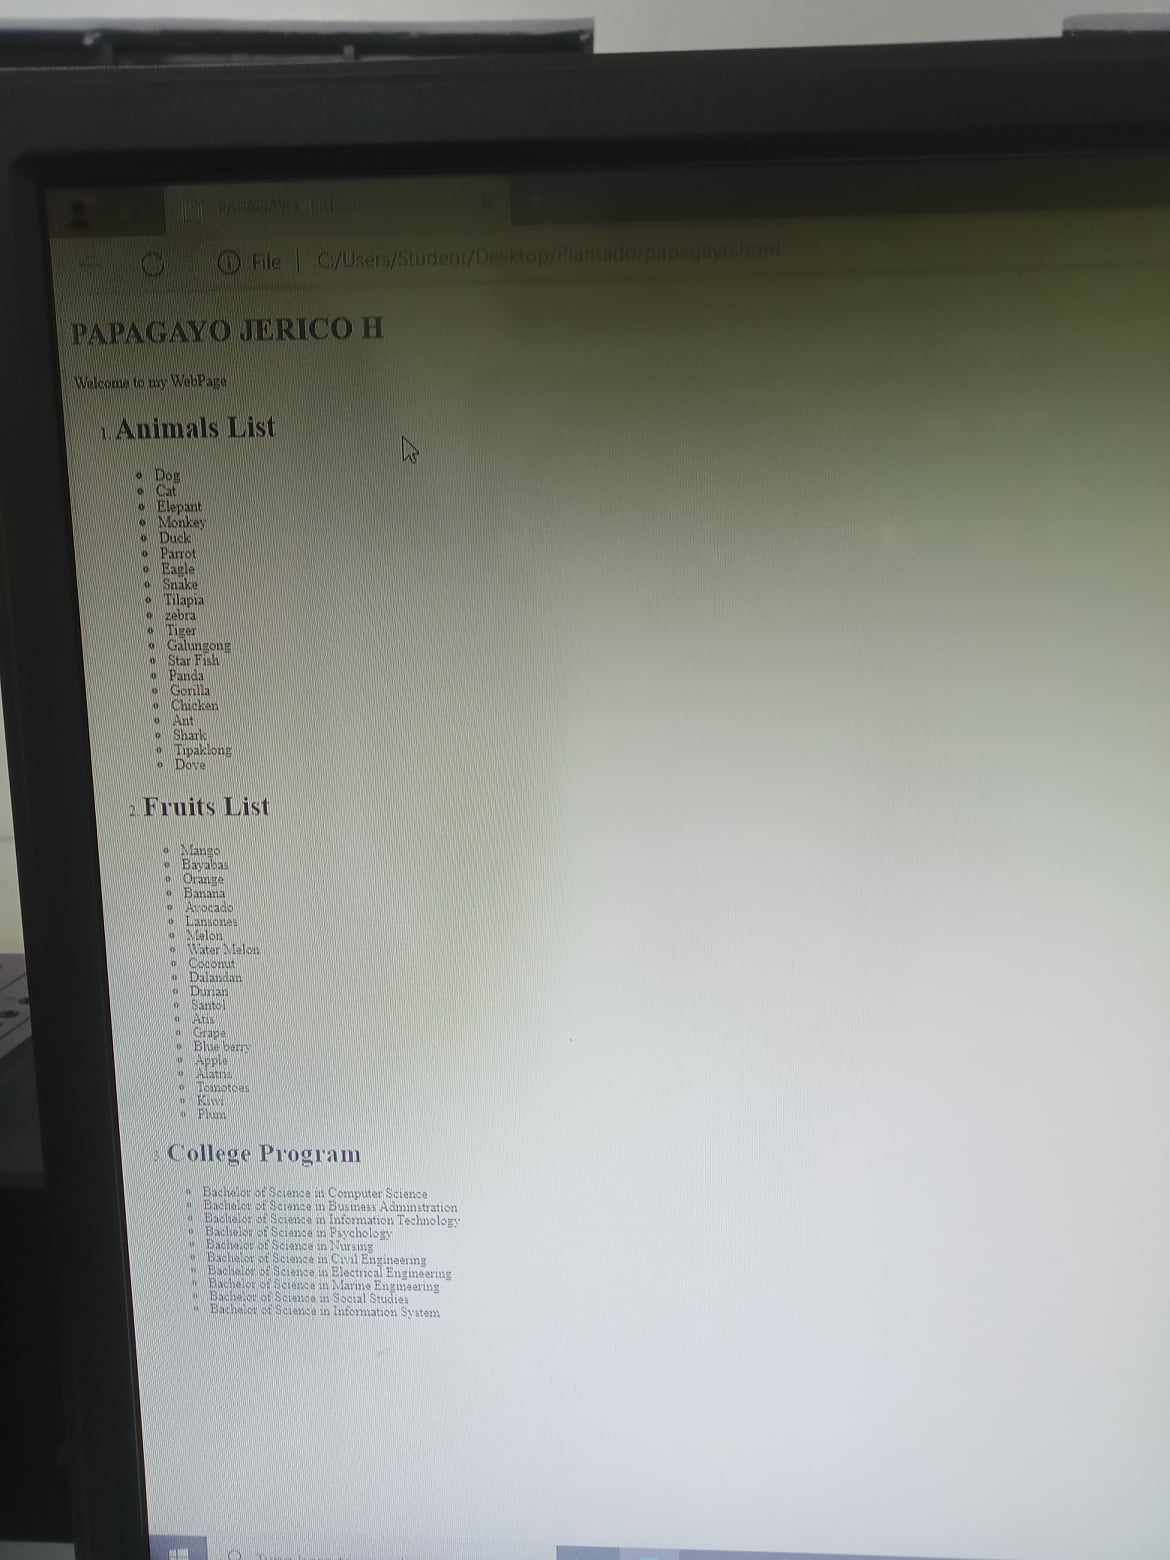 File | C:/Users/Student/Desktop/Plantado/papagayo.html
PAPAGAYO JERICO H
Welcome to my WebPage
1. Animals List
Dog
Cat
Elepant
Monkey
Duck
Parrot
Eagle
Snake
Tilapia
zebra
Tiger
Galungong
Star Fish
Panda
Gorilla
Chicken
Ant
Shark
Tipaklong
Dove
2. Fruits List
Mango
Bayabas
Orange
Banana
Avocado
Lansones
Melon
Water Melon
Coconut
Dalandan
Durian
Santol
Atis
Grape
Blue berry
Apple
Alatris
Tomotoes
Kiwi
Plum
3. College Program
Bachelor of Science in Computer Science
Bachelor of Science in Business Adminstration
Bachelor of Science in Information Technology
Bachelor of Science in Psychology
Bachelor of Science in Nursing
Bachelor of Science in Civil Engineering
Bachelor of Science in Electrical Engineering
Bachelor of Science in Marine Engineering
Bachelor of Science in Social Studies
Bachelor of Science in Information System